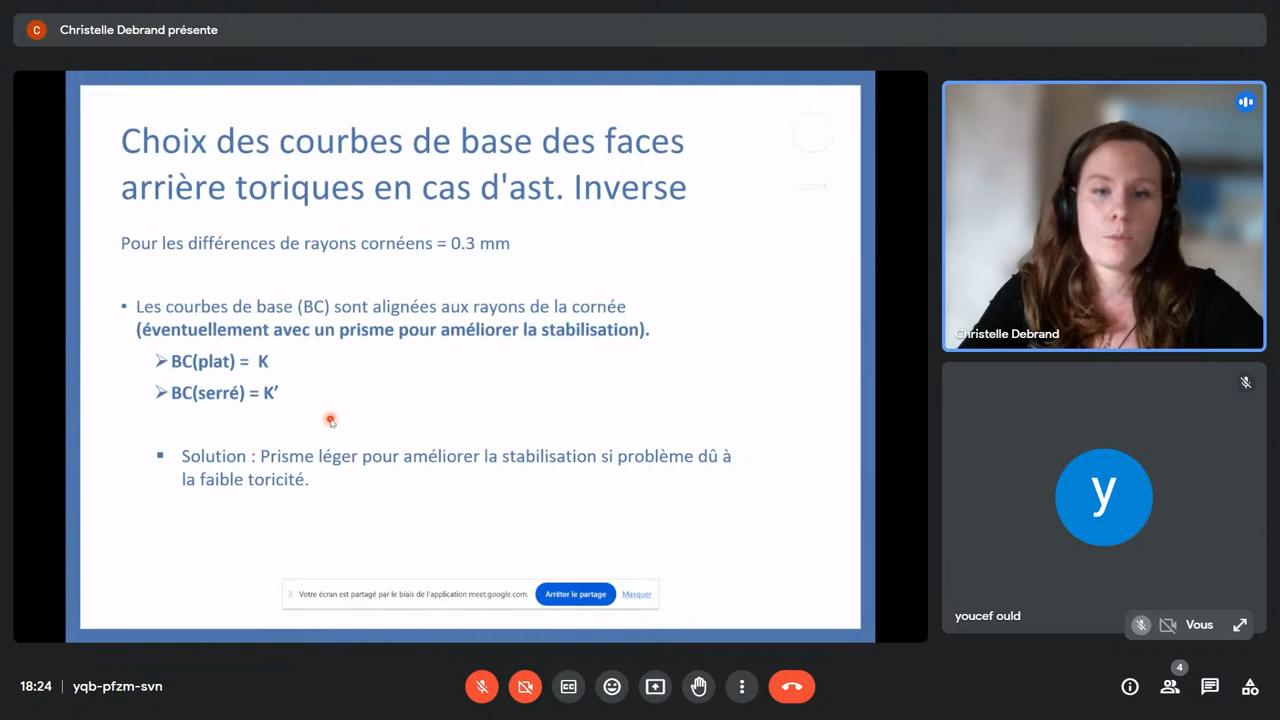 C
Christelle Debrand présente
Choix des courbes de base des faces
arrière toriques en cas d'ast. Inverse
Pour les différences de rayons cornéens = 0.3 mm
• Les courbes de base (BC) sont alignées aux rayons de la cornée
(éventuellement avec un prisme pour améliorer la stabilisation).
➢ BC(plat) = K
➢ BC(serré) = K’
▪ Solution : Prisme léger pour améliorer la stabilisation si problème dû à
la faible toricité.
Votre écran est partagé par le biais de l'application meet.google.com. Arrêter le partage Masquer
Christelle Debrand
y
youcef ould
Vous
18:24 | yqb-pfzm-svn
CC
4